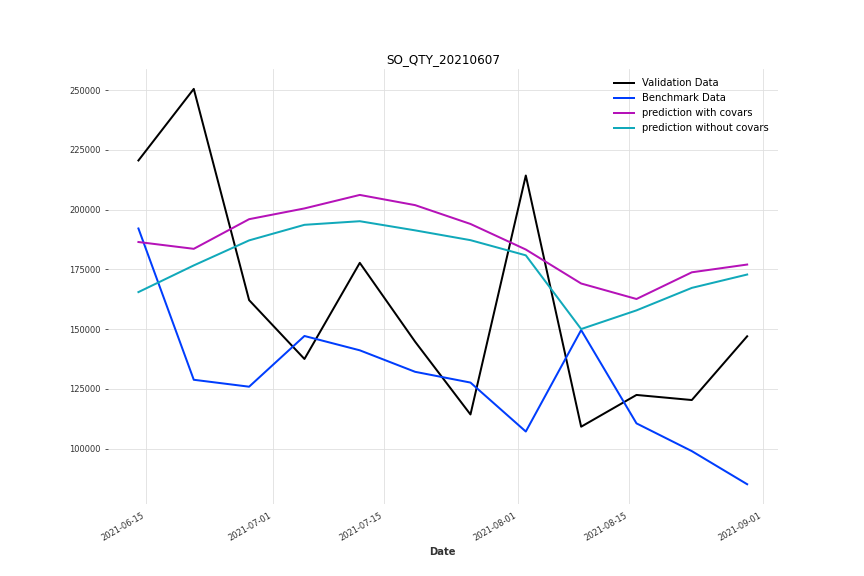 SO_QTY_20210607
Validation Data
Benchmark Data
prediction with covars
prediction without covars
250000
225000
200000
175000
150000
125000
100000
2021-06-15
2021-07-01
2021-07-15
2021-08-01
2021-08-15
2021-09-01
Date